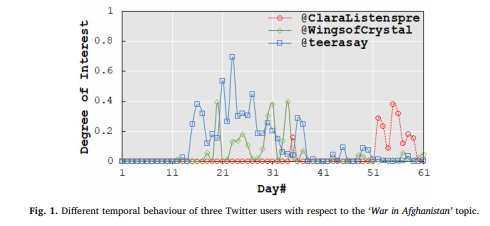 @ClaraListenspre
@WingsofCrystal
@teerasay
Degree of Interest
1
0.8
0.6
0.4
0.2
0
1 11 21 31 41 51 61
Day#
Fig. 1. Different temporal behaviour of three Twitter users with respect to the ‘War in Afghanistan’ topic.